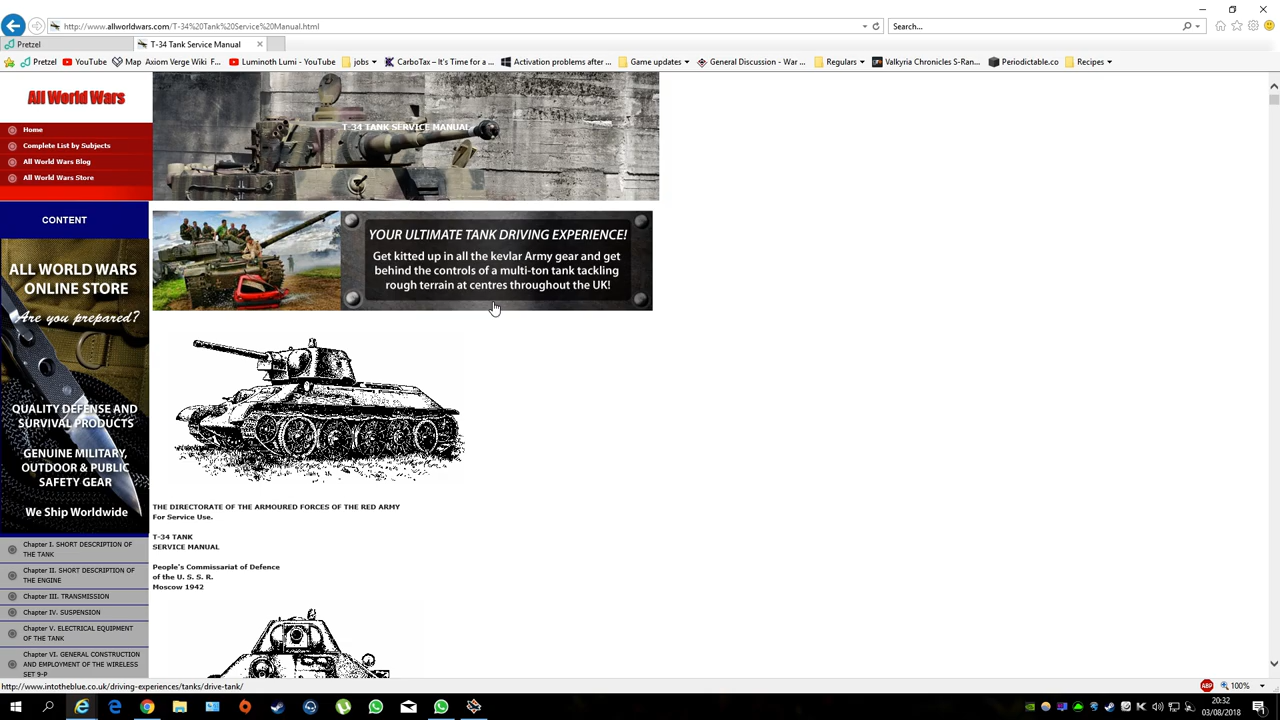 http://www.allworldwars.com/T-34%20Tank%20Service%20Manual.html
Search...
Pretzel
T-34 Tank Service Manual
Pretzel
YouTube
Map Axiom Verge Wiki F...
Luminoth Lumi - YouTube
jobs
CarboTax – It's Time for a ...
Activation problems after ...
Game updates
General Discussion - War ...
Regulars
Valkyria Chronicles S-Ran...
Periodictable.co
Recipes
All World Wars
Home
Complete List by Subjects
All World Wars Blog
All World Wars Store
T-34 TANK SERVICE MANUAL
CONTENT
YOUR ULTIMATE TANK DRIVING EXPERIENCE!
Get kitted up in all the kevlar Army gear and get
behind the controls of a multi-ton tank tackling
rough terrain at centres throughout the UK!
ALL WORLD WARS
ONLINE STORE
Are you prepared?
QUALITY DEFENSE AND
SURVIVAL PRODUCTS
GENUINE MILITARY,
OUTDOOR & PUBLIC
SAFETY GEAR
We Ship Worldwide
THE DIRECTORATE OF THE ARMOURED FORCES OF THE RED ARMY
For Service Use.
T-34 TANK
SERVICE MANUAL
People's Commissariat of Defence
of the U. S. S. R.
Moscow 1942
Chapter I. SHORT DESCRIPTION OF
THE TANK
Chapter II. SHORT DESCRIPTION OF
THE ENGINE
Chapter III. TRANSMISSION
Chapter IV. SUSPENSION
Chapter V. ELECTRICAL EQUIPMENT
OF THE TANK
Chapter VI. GENERAL CONSTRUCTION
AND EMPLOYMENT OF THE WIRELESS
SET 9-P
http://www.intotheblue.co.uk/driving-experiences/tanks/drive-tank/
ABP
100%
20:32
03/08/2018